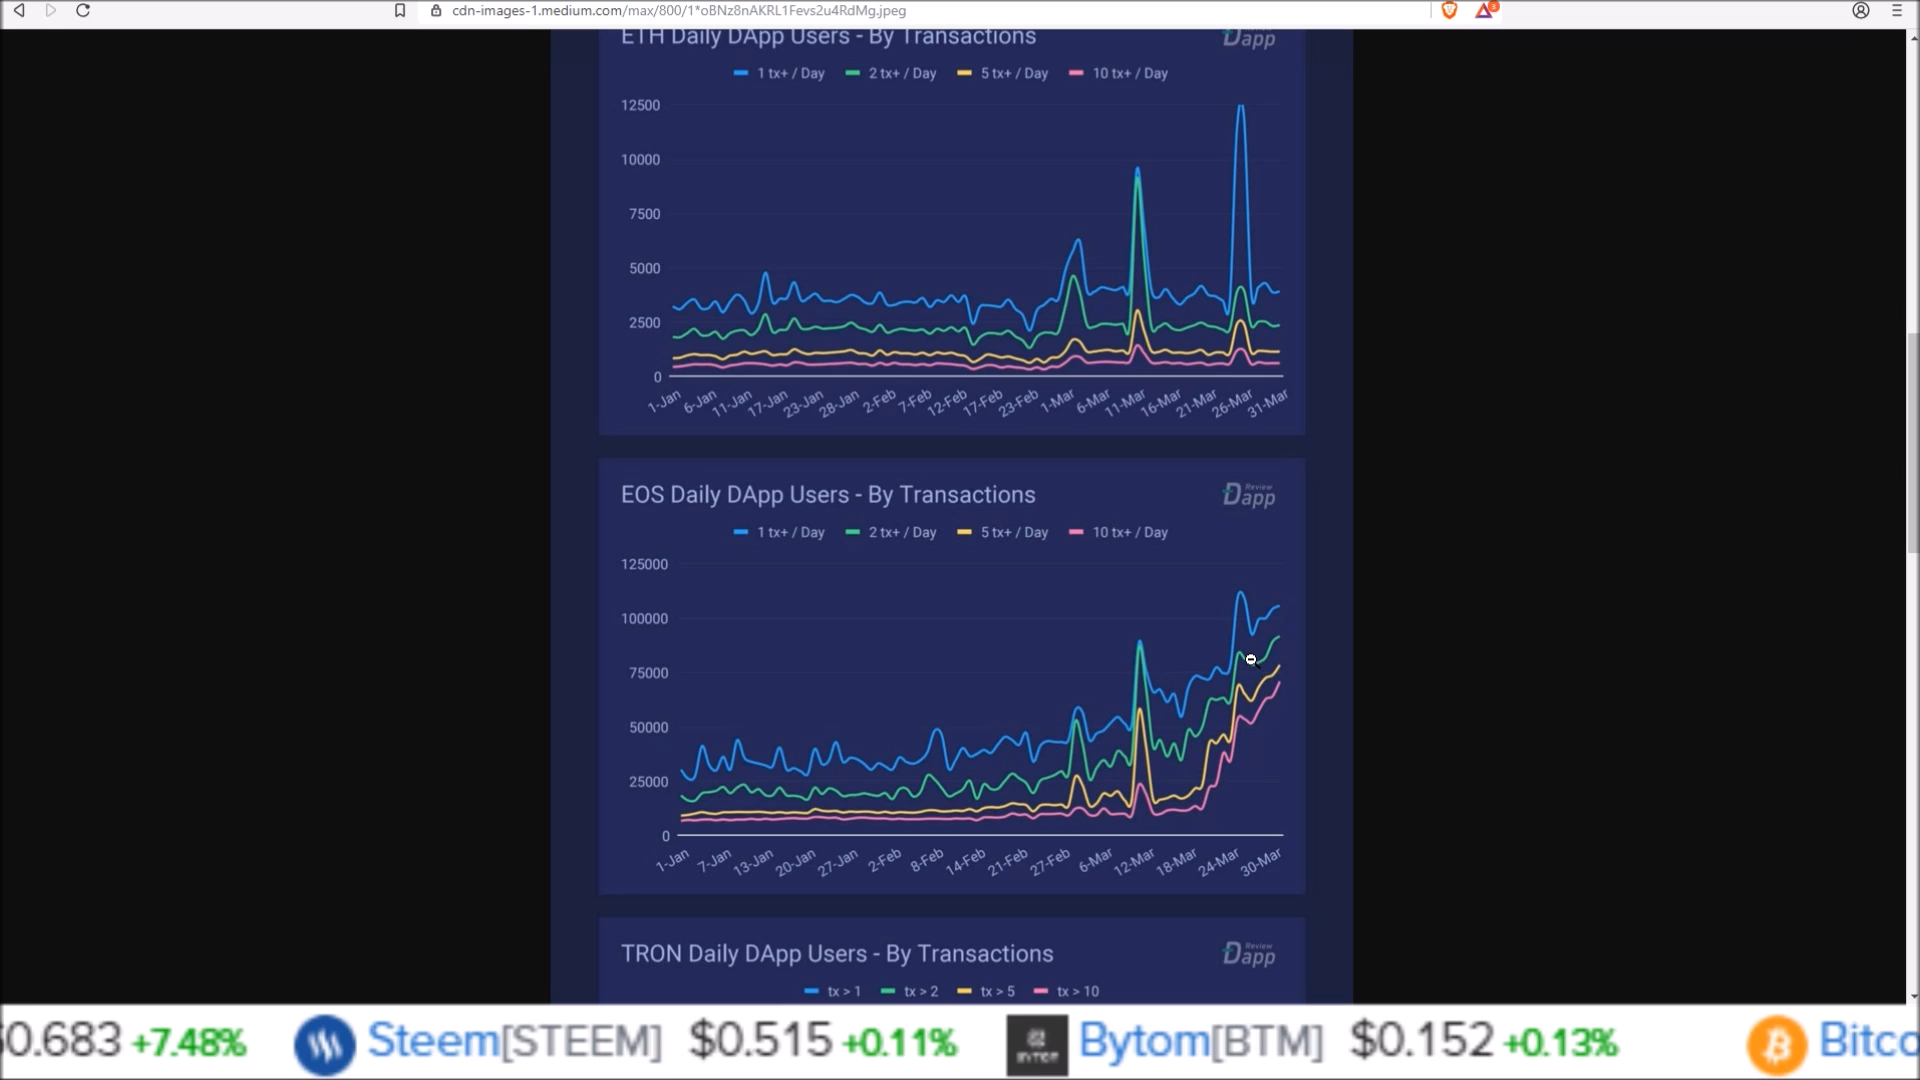 cdn-images-1.medium.com/max/800/1*oBNz8nAKRL1Fevs2u4RdMg.jpeg
ETH Daily DApp Users - By Transactions
Dapp
1 tx+ / Day 2 tx+ / Day 5 tx+ / Day 10 tx+ / Day
12500
10000
7500
5000
2500
0
1-Jan 6-Jan 11-Jan 17-Jan 23-Jan 28-Jan 2-Feb 7-Feb 12-Feb 17-Feb 23-Feb 1-Mar 6-Mar 11-Mar 16-Mar 21-Mar 26-Mar 31-Mar
EOS Daily DApp Users - By Transactions
Review
Dapp
1 tx+ / Day 2 tx+ / Day 5 tx+ / Day 10 tx+ / Day
125000
100000
75000
50000
25000
0
1-Jan 7-Jan 13-Jan 20-Jan 27-Jan 2-Feb 8-Feb 14-Feb 21-Feb 27-Feb 6-Mar 12-Mar 18-Mar 24-Mar 30-Mar
TRON Daily DApp Users - By Transactions
Review
Dapp
tx > 1 tx > 2 tx > 5 tx > 10
0.683 +7.48% Steem[STEEM] $0.515 +0.11% BYTOM Bytom[BTM] $0.152 +0.13% Bitco